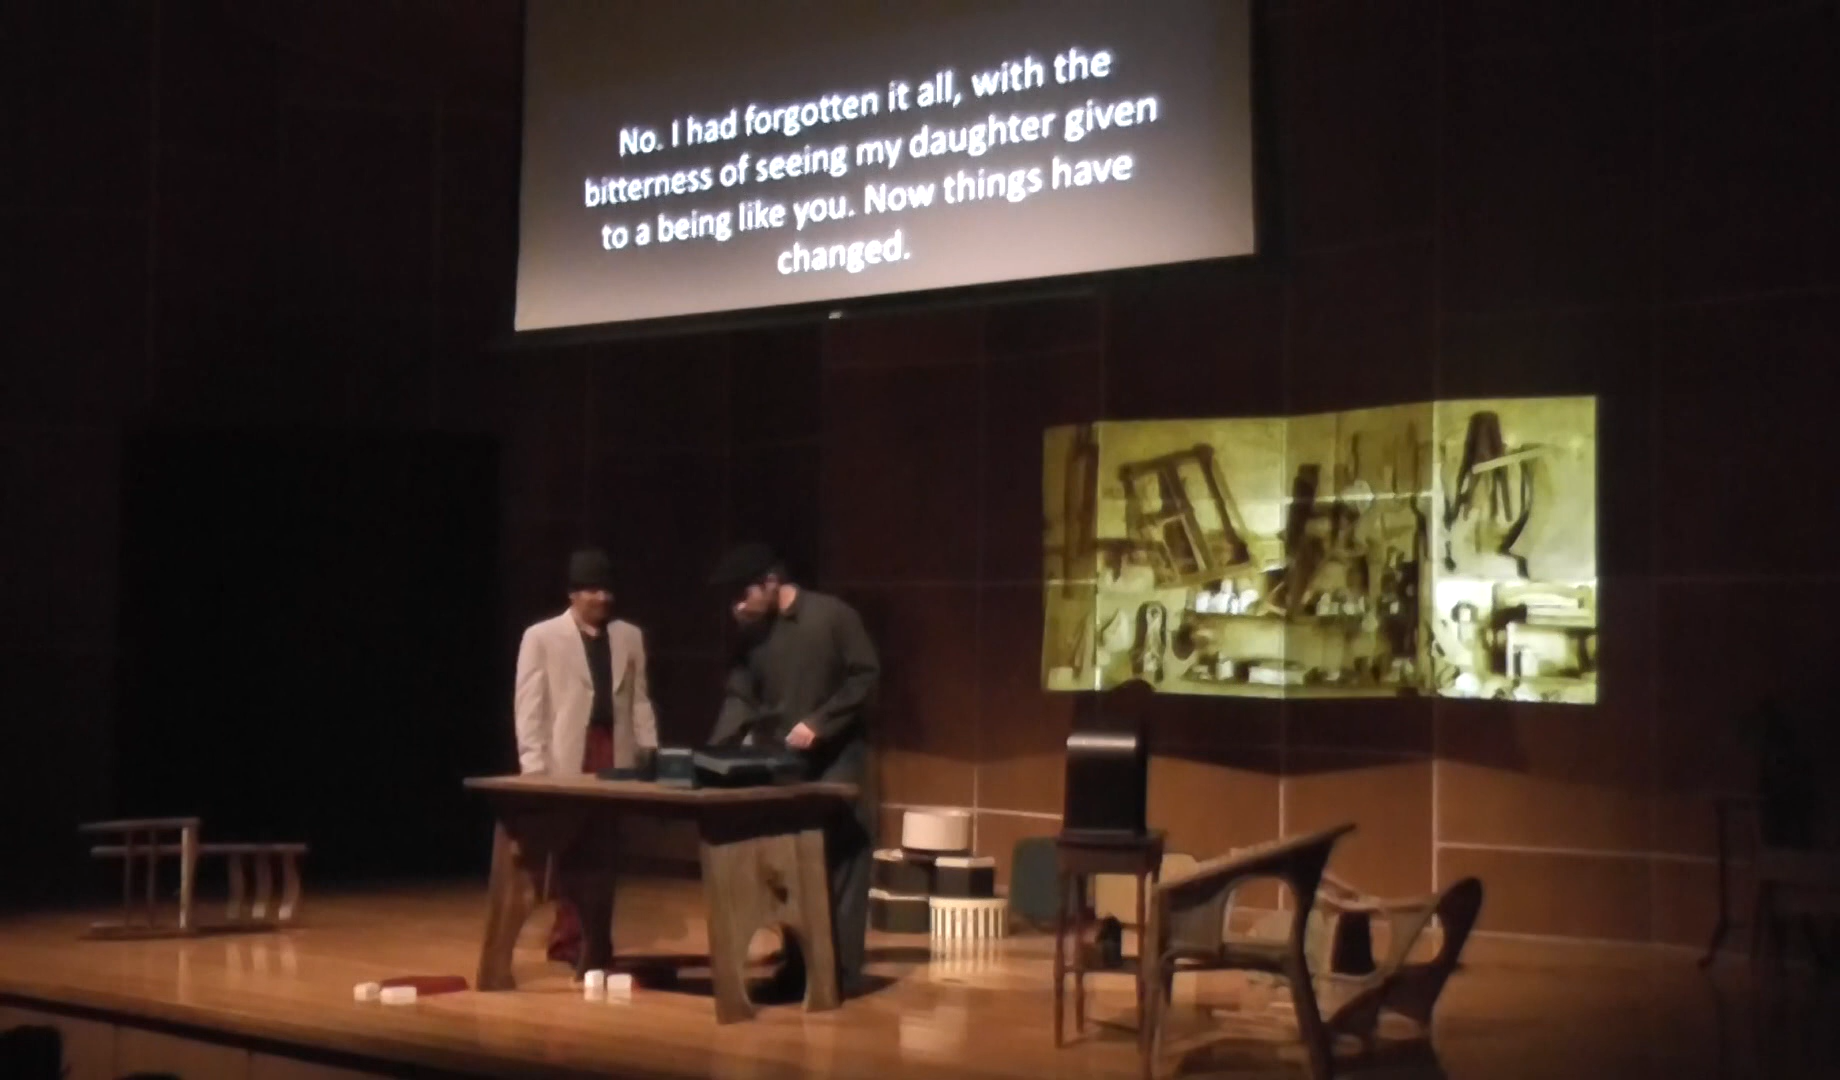 No. I had forgotten it all, with the
bitterness of seeing my daughter given
to a being like you. Now things have
changed.